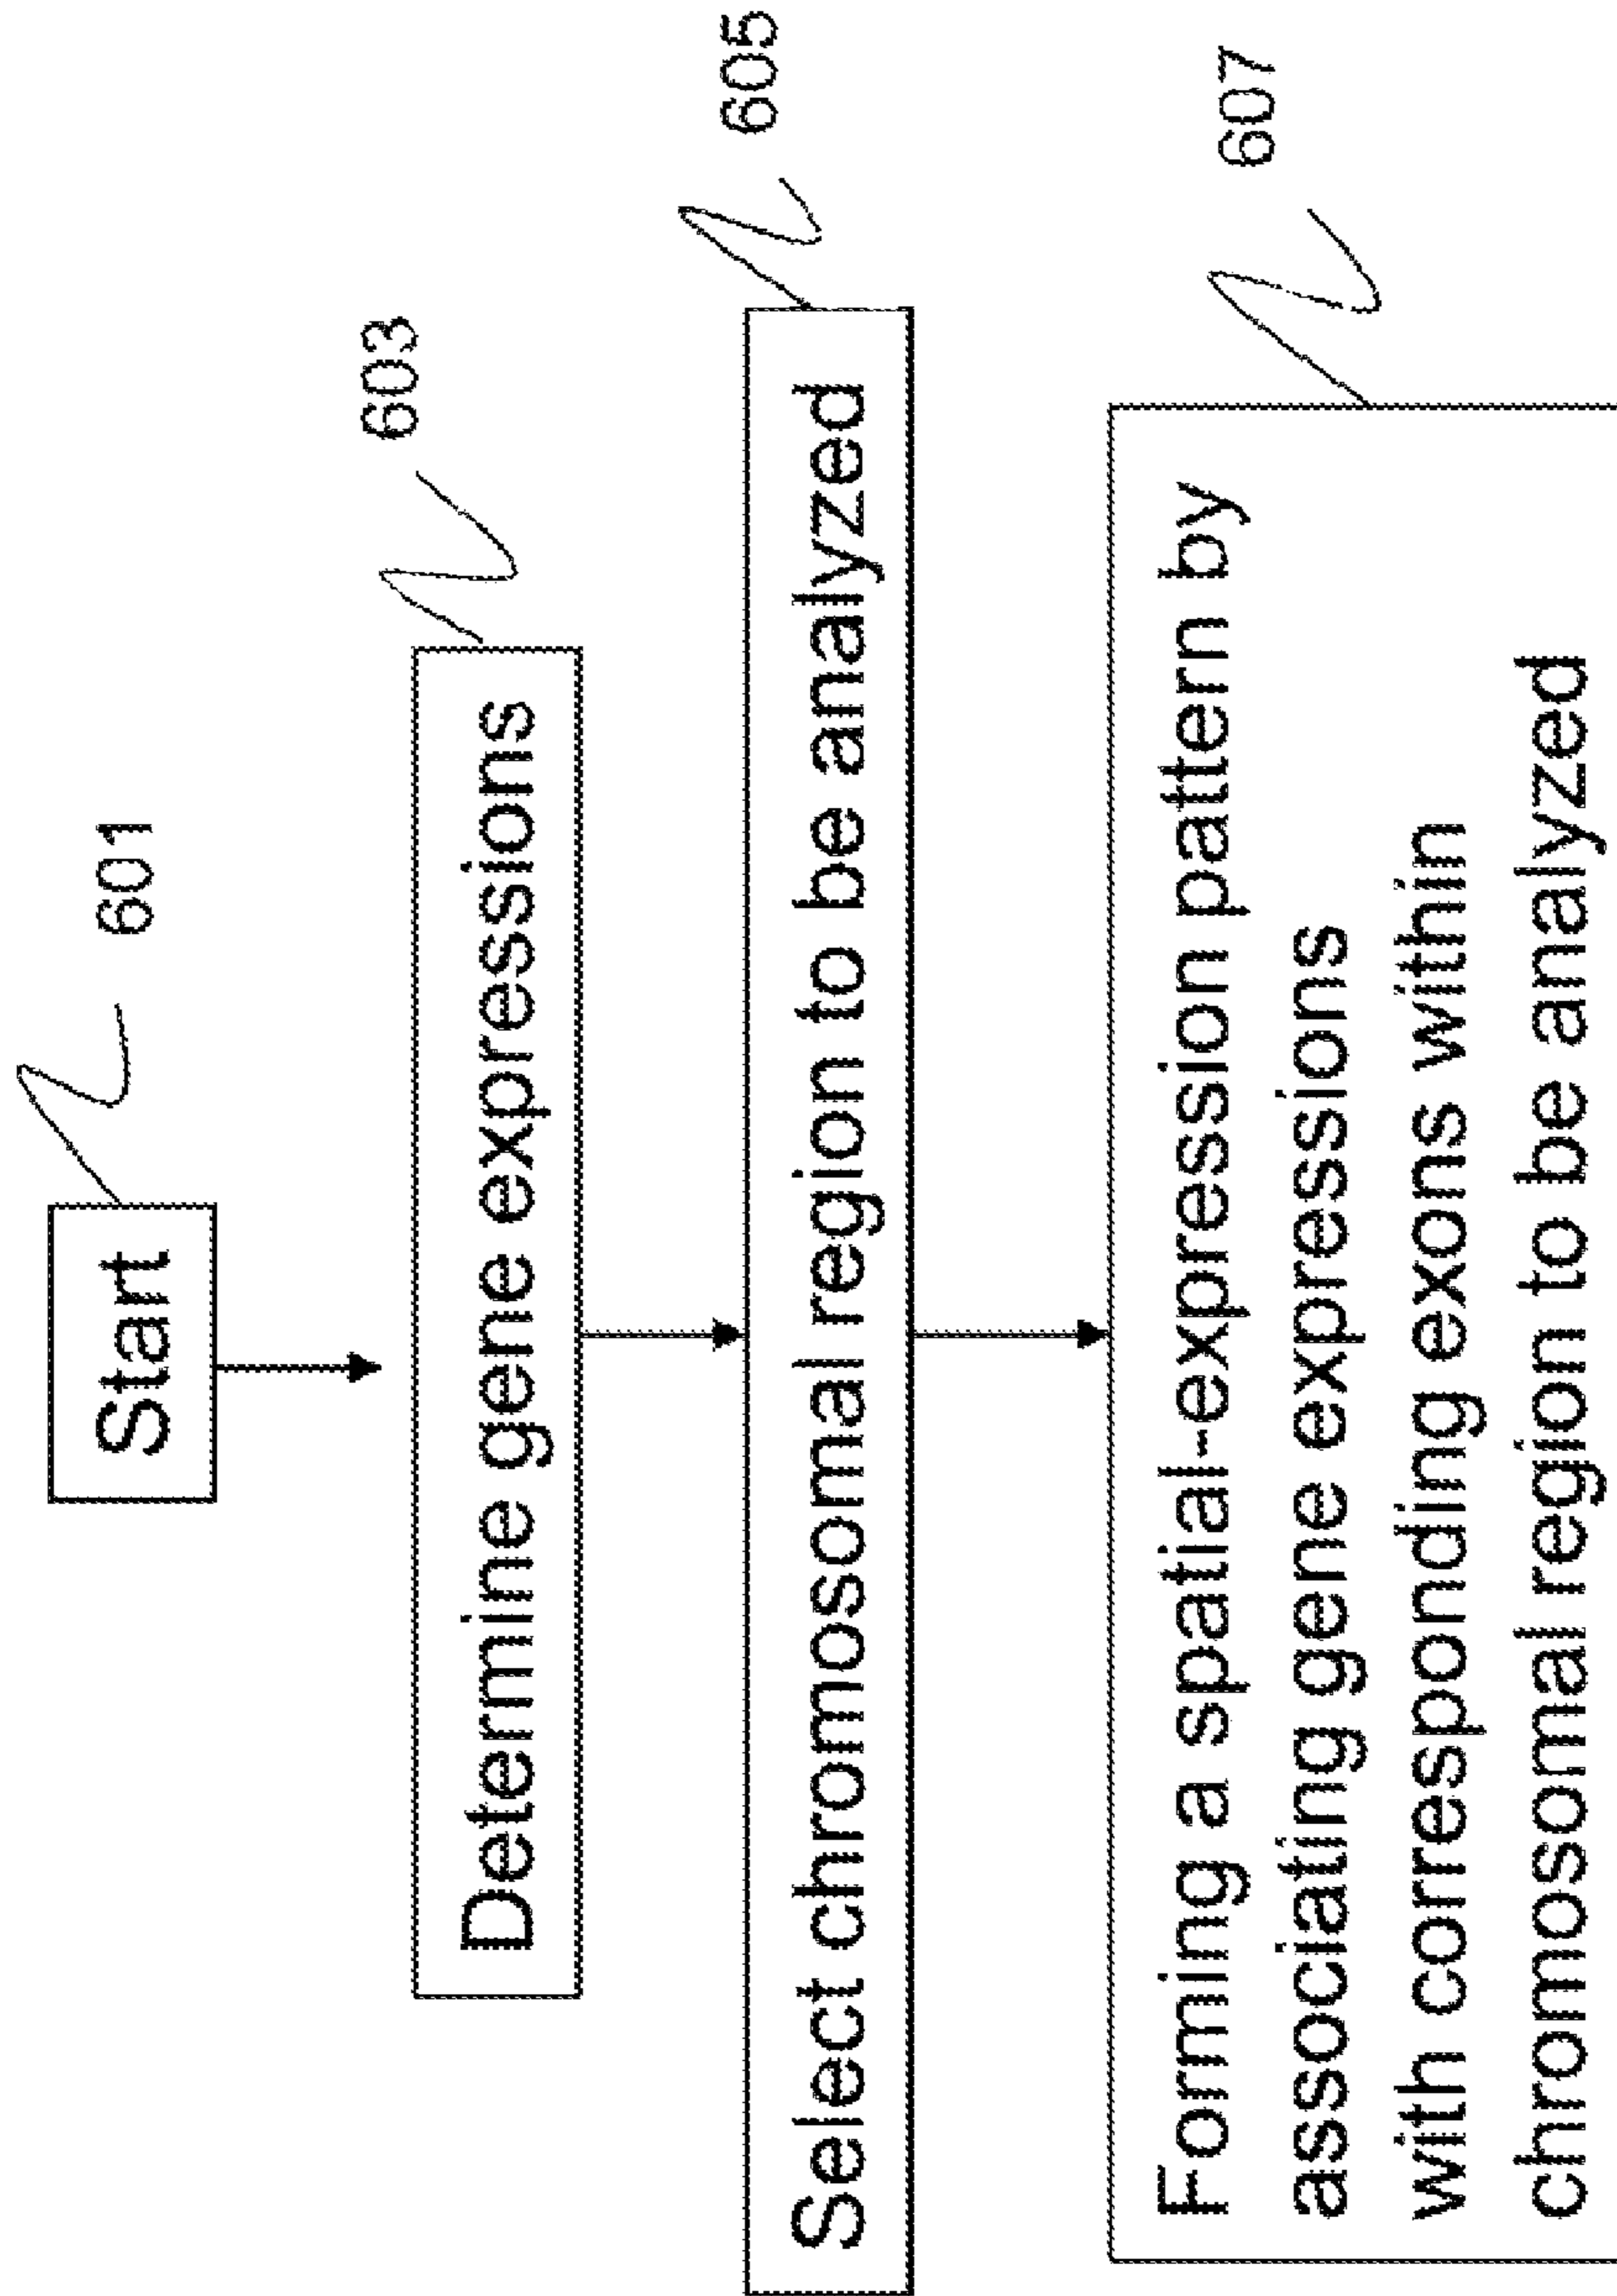 Start
601
Determine gene expressions
603
Select chromosomal region to be analyzed
605
Forming a spatial-expression pattern by
associating gene expressions
with corresponding exons within
chromosomal region to be analyzed
607